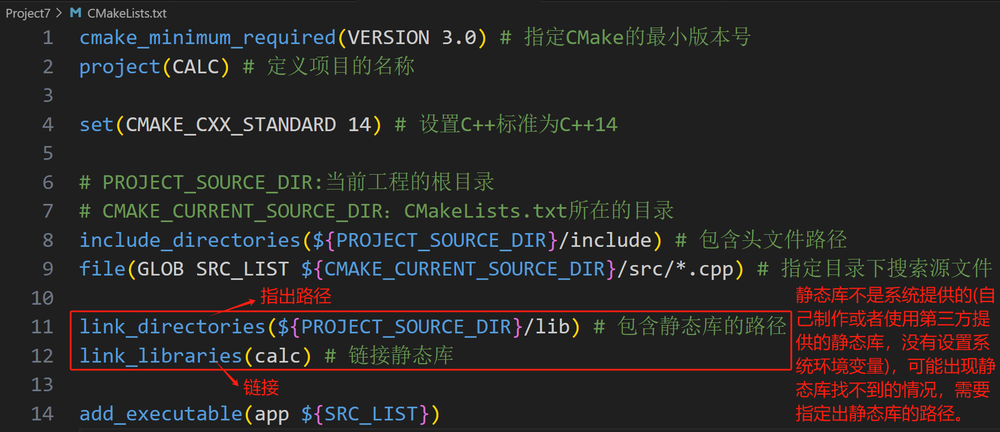 Project7 > CMakeLists.txt
1 cmake_minimum_required(VERSION 3.0) # 指定CMake的最小版本号
2 project(CALC) # 定义项目的名称
3
4 set(CMAKE_CXX_STANDARD 14) # 设置C++标准为C++14
5
6 # PROJECT_SOURCE_DIR:当前工程的根目录
7 # CMAKE_CURRENT_SOURCE_DIR：CMakeLists.txt所在的目录
8 include_directories(${PROJECT_SOURCE_DIR}/include) # 包含头文件路径
9 file(GLOB SRC_LIST ${CMAKE_CURRENT_SOURCE_DIR}/src/*.cpp) # 指定目录下搜索源文件
10
指出路径
11 link_directories(${PROJECT_SOURCE_DIR}/lib) # 包含静态库的路径
12 link_libraries(calc) # 链接静态库
13
链接
14 add_executable(app ${SRC_LIST})
静态库不是系统提供的(自
己制作或者使用第三方提
供的静态库，没有设置系
统环境变量)，可能出现静
态库找不到的情况，需要
指定出静态库的路径。